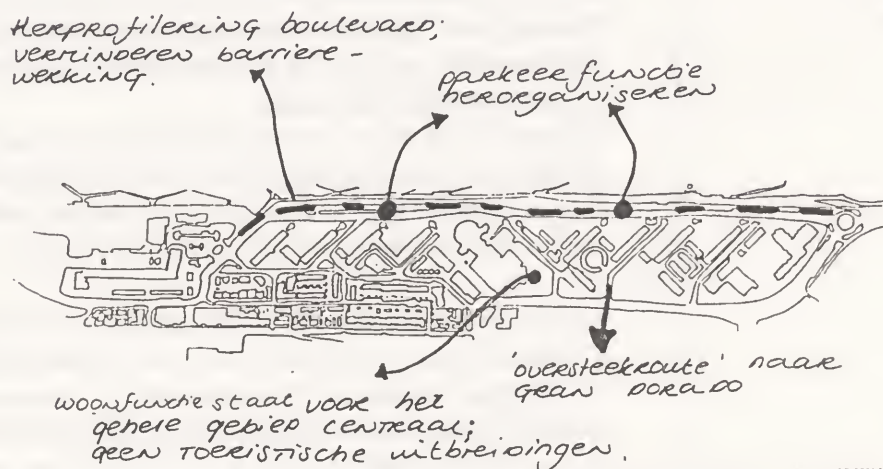 Herprofilering boulevard;
verminderen barriere-
werking.
parkeerfunctie
herorganiseren
'oversteekroute' naar
Gran Dorado
woonfunctie staat voor het
gehele gebied centraal;
geen toeristische uitbreidingen.